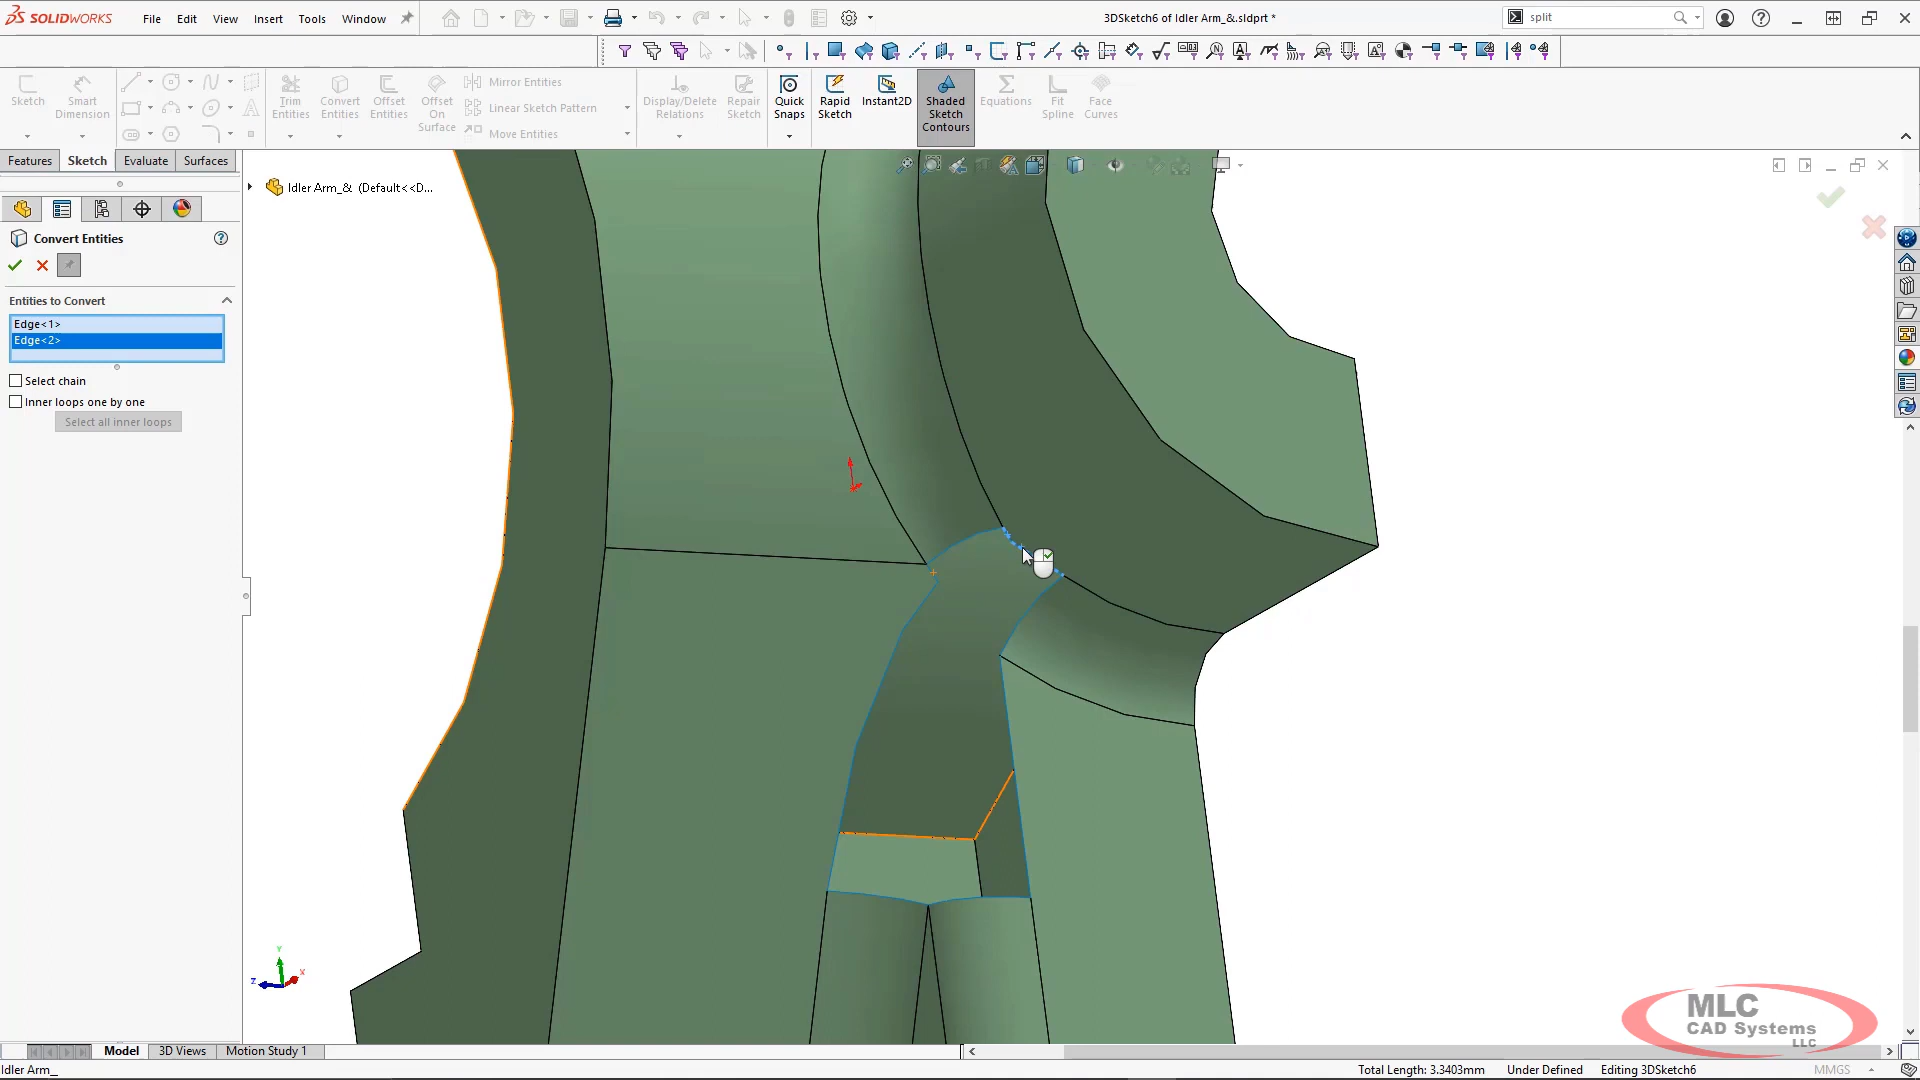 SOLIDWORKS
File Edit View Insert Tools Window
3DSketch6 of Idler Arm_&.sldprt *
split
Sketch
Smart Dimension
Trim Entities
Convert Entities
Offset Entities
Offset On Surface
Mirror Entities
Linear Sketch Pattern
Move Entities
Display/Delete Relations
Repair Sketch
Quick Snaps
Rapid Sketch
Instant2D
Shaded Sketch Contours
Equations
Fit Spline
Face Curves
Features Sketch Evaluate Surfaces
Idler Arm_& (Default<<D...
Convert Entities
Entities to Convert
Edge<1>
Edge<2>
Select chain
Inner loops one by one
Select all inner loops
Y
Z
X
MLC
CAD Systems
LLC
Model 3D Views Motion Study 1
Idler Arm_
Total Length: 3.3403mm Under Defined Editing 3DSketch6 MMGS